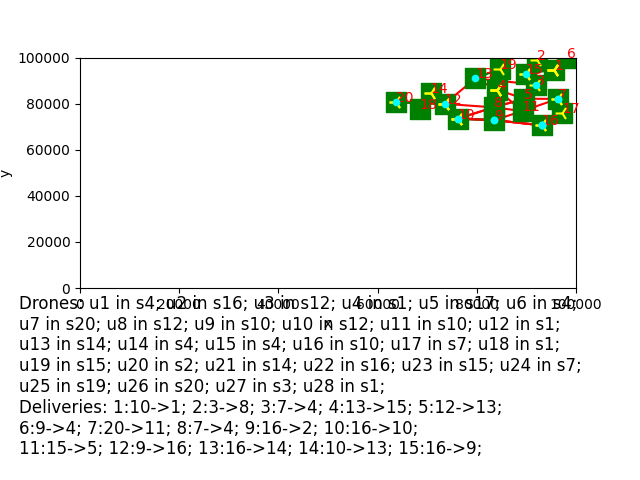 100000
80000
60000
40000
20000
0
y
Drones: u1 in s4; u2 in s16; u3 in s12; u4 in s1; u5 in s17; u6 in s4;
u7 in s20; u8 in s12; u9 in s10; u10 in s12; u11 in s10; u12 in s1;
u13 in s14; u14 in s4; u15 in s4; u16 in s10; u17 in s7; u18 in s1;
u19 in s15; u20 in s2; u21 in s14; u22 in s16; u23 in s15; u24 in s7;
u25 in s19; u26 in s20; u27 in s3; u28 in s1;
Deliveries: 1:10->1; 2:3->8; 3:7->4; 4:13->15; 5:12->13;
6:9->4; 7:20->11; 8:7->4; 9:16->2; 10:16->10;
11:15->5; 12:9->16; 13:16->14; 14:10->13; 15:16->9;
0 20000 40000 60000 80000 100000
x